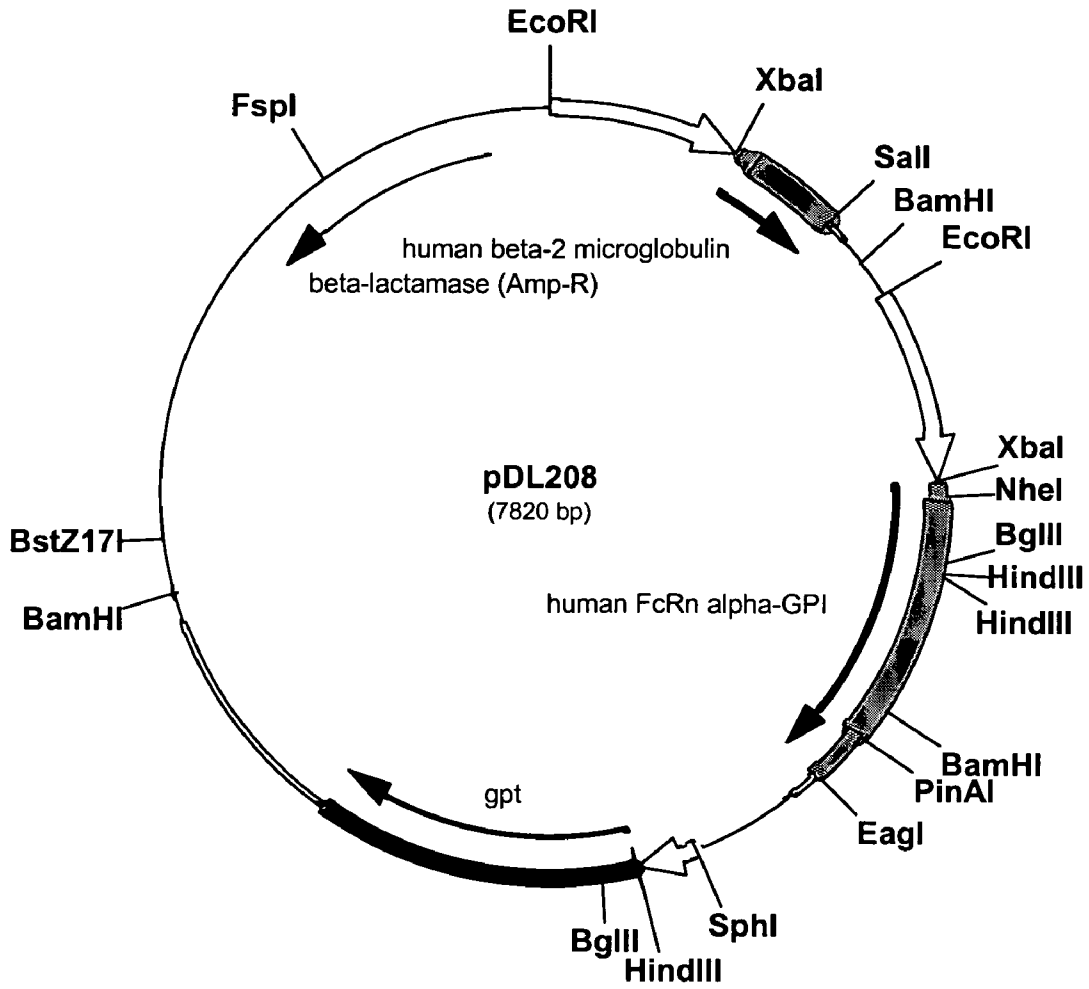 EcoRI
XbaI
FspI
SalI
BamHI
EcoRI
human beta-2 microglobulin
beta-lactamase (Amp-R)
XbaI
pDL208
NheI
(7820 bp)
BglII
BstZ17I
HindIII
human FcRn alpha-GPI
BamHI
HindIII
BamHI
PinAI
gpt
EagI
SphI
BglII
HindIII